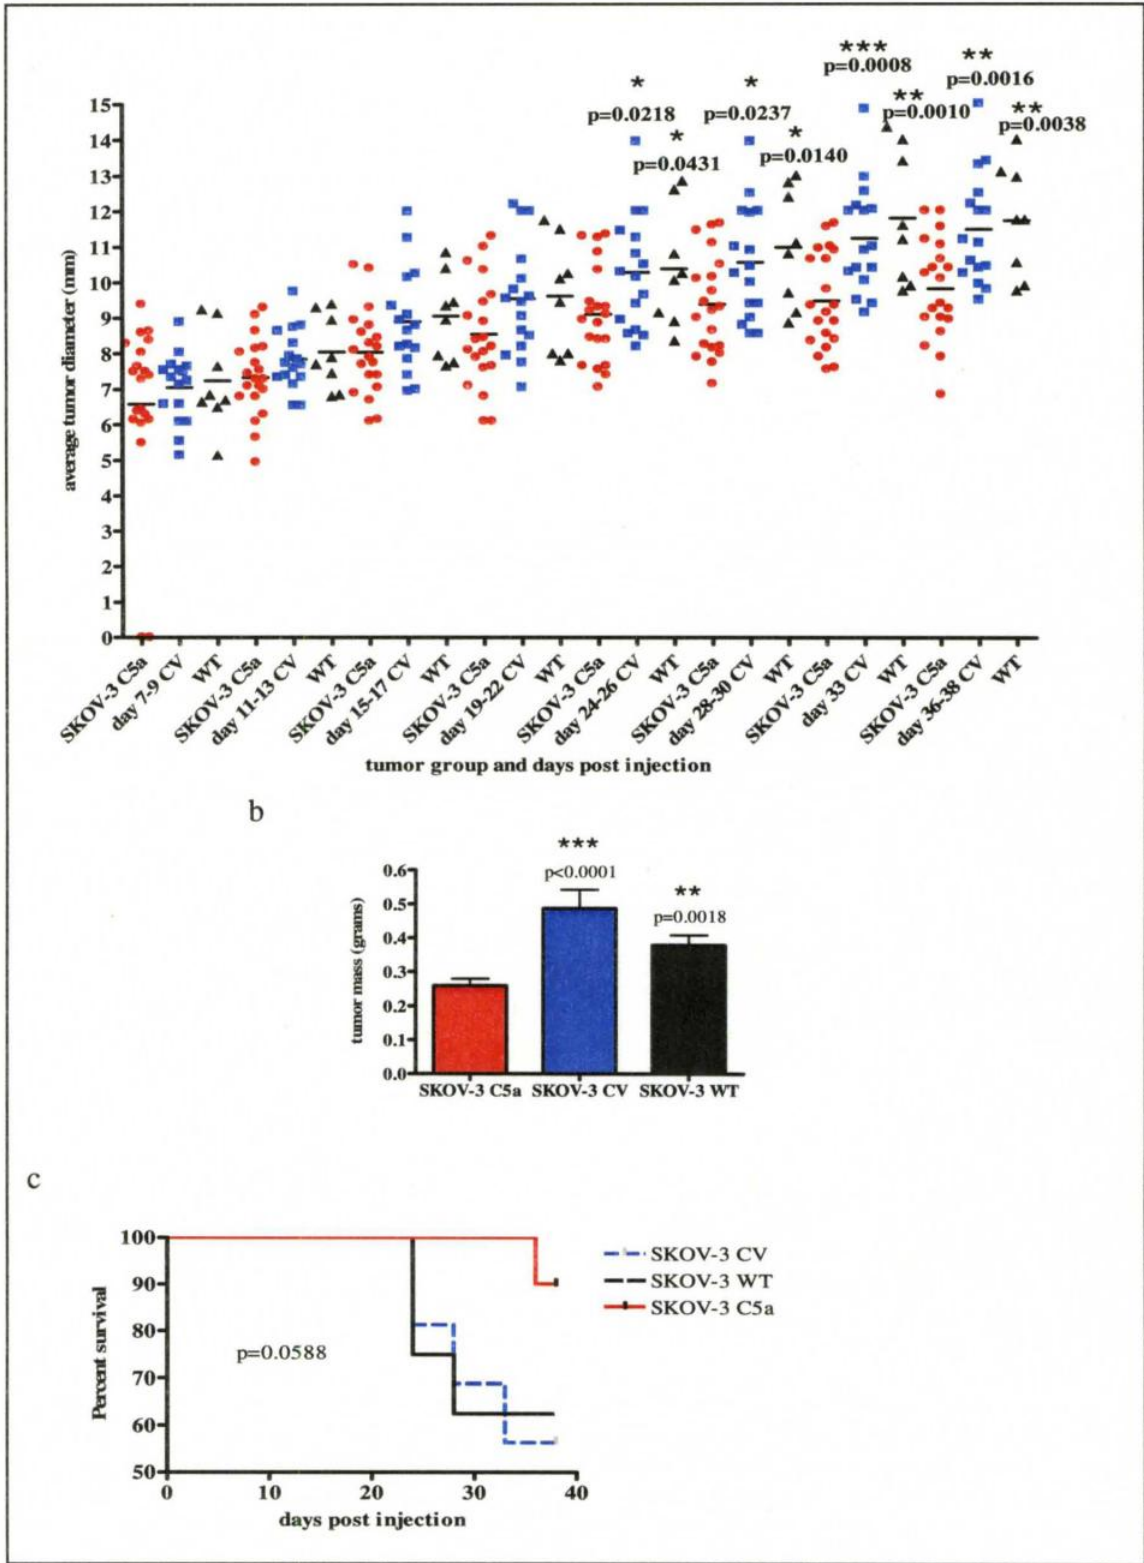 ***
p=0.0008
**
p=0.0016
*
p=0.0218
*
p=0.0237
**
p=0.0010
**
p=0.0038
*
p=0.0431
*
p=0.0140
average tumor diameter (mm)
15
14
13
12
11
10
9
8
7
6
5
4
3
2
1
0
SKOV-3 C5a
day 7-9 CV
WT
SKOV-3 C5a
day 11-13 CV
WT
SKOV-3 C5a
day 15-17 CV
WT
SKOV-3 C5a
day 19-22 CV
WT
SKOV-3 C5a
day 24-26 CV
WT
SKOV-3 C5a
day 28-30 CV
WT
SKOV-3 C5a
day 33 CV
WT
SKOV-3 C5a
day 36-38 CV
WT
tumor group and days post injection
b
***
p<0.0001
**
p=0.0018
tumor mass (grams)
0.6
0.5
0.4
0.3
0.2
0.1
0.0
SKOV-3 C5a SKOV-3 CV SKOV-3 WT
c
Percent survival
100
90
80
70
60
50
p=0.0588
SKOV-3 CV
SKOV-3 WT
SKOV-3 C5a
0 10 20 30 40
days post injection